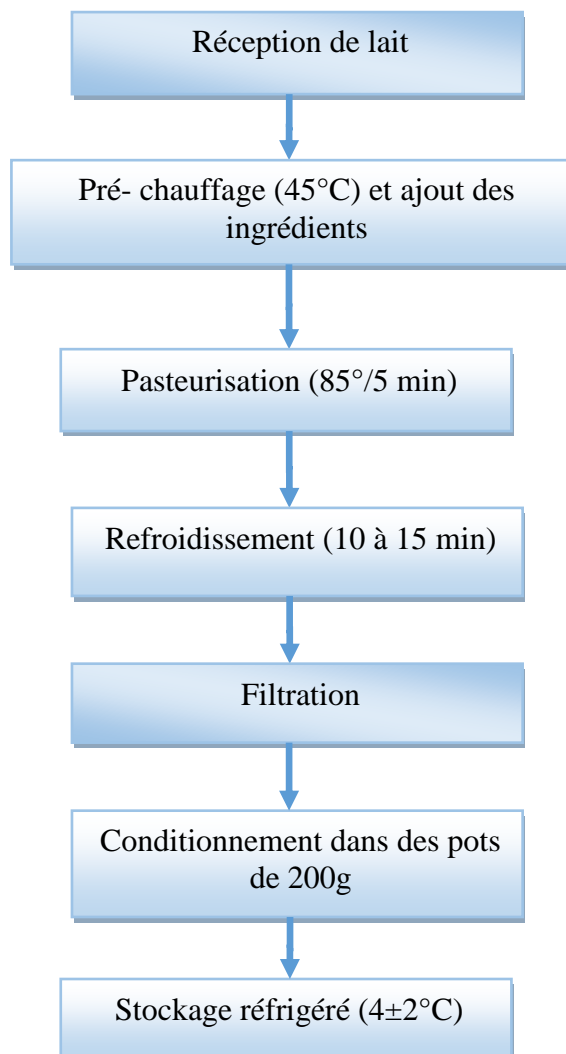 Réception de lait
Pré- chauffage (45°C) et ajout des
ingrédients
Pasteurisation (85°/5 min)
Refroidissement (10 à 15 min)
Filtration
Conditionnement dans des pots
de 200g
Stockage réfrigéré (4±2°C)